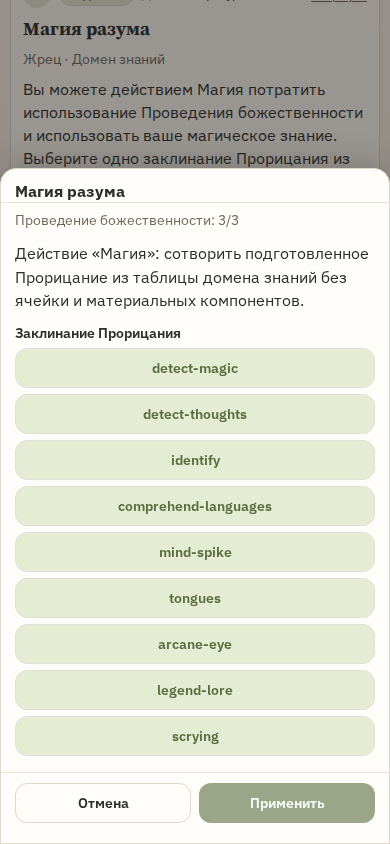 Магия разума
Жрец · Домен знаний
Вы можете действием Магия потратить
использование Проведения божественности
и использовать ваше магическое знание.
Выберите одно заклинание Прорицания из
Магия разума
Проведение божественности: 3/3
Действие «Магия»: сотворить подготовленное
Прорицание из таблицы домена знаний без
ячейки и материальных компонентов.
Заклинание Прорицания
detect-magic
detect-thoughts
identify
comprehend-languages
mind-spike
tongues
arcane-eye
legend-lore
scrying
Отмена
Применить